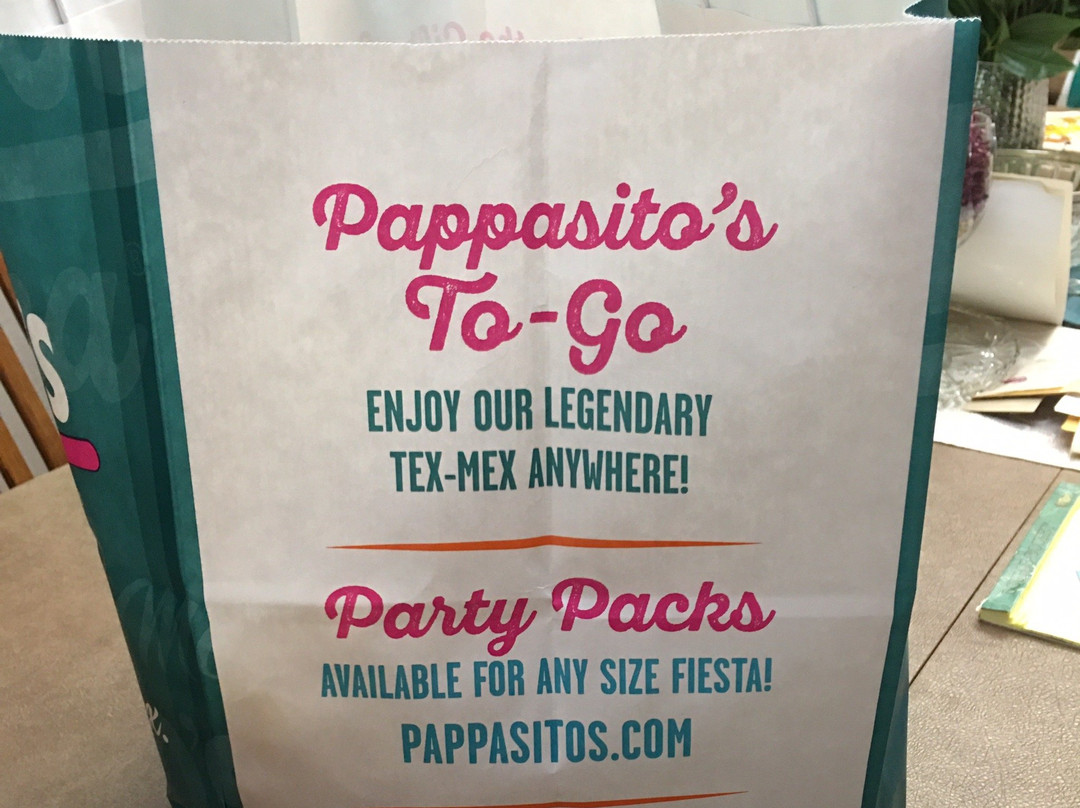 Pappasito's
To-Go
ENJOY OUR LEGENDARY
TEX-MEX ANYWHERE!
Party Packs
AVAILABLE FOR ANY SIZE FIESTA!
PAPPASITOS.COM